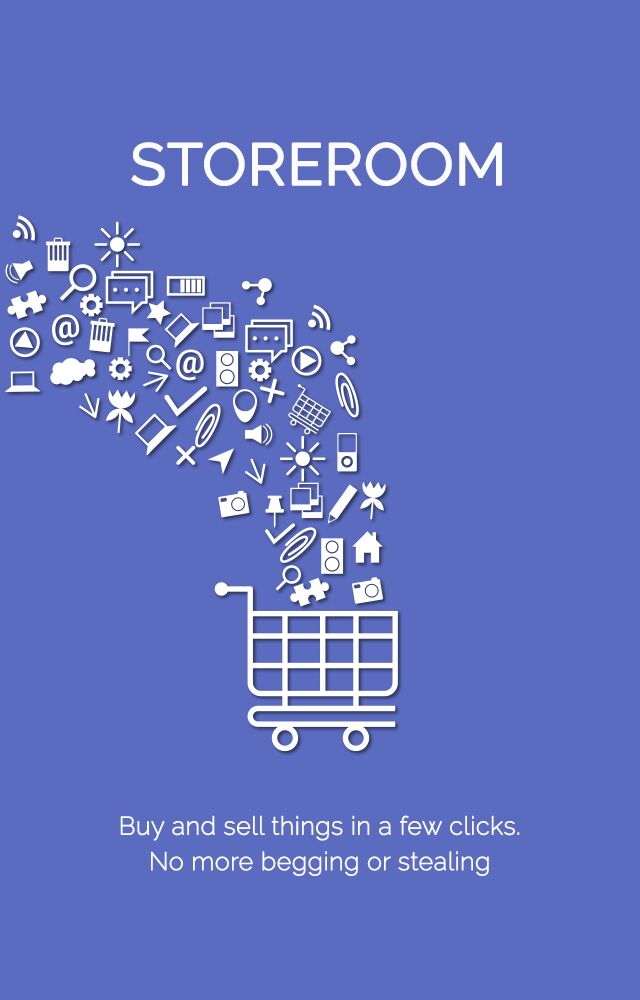 STOREROOM
@
@
Buy and sell things in a few clicks.
No more begging or stealing